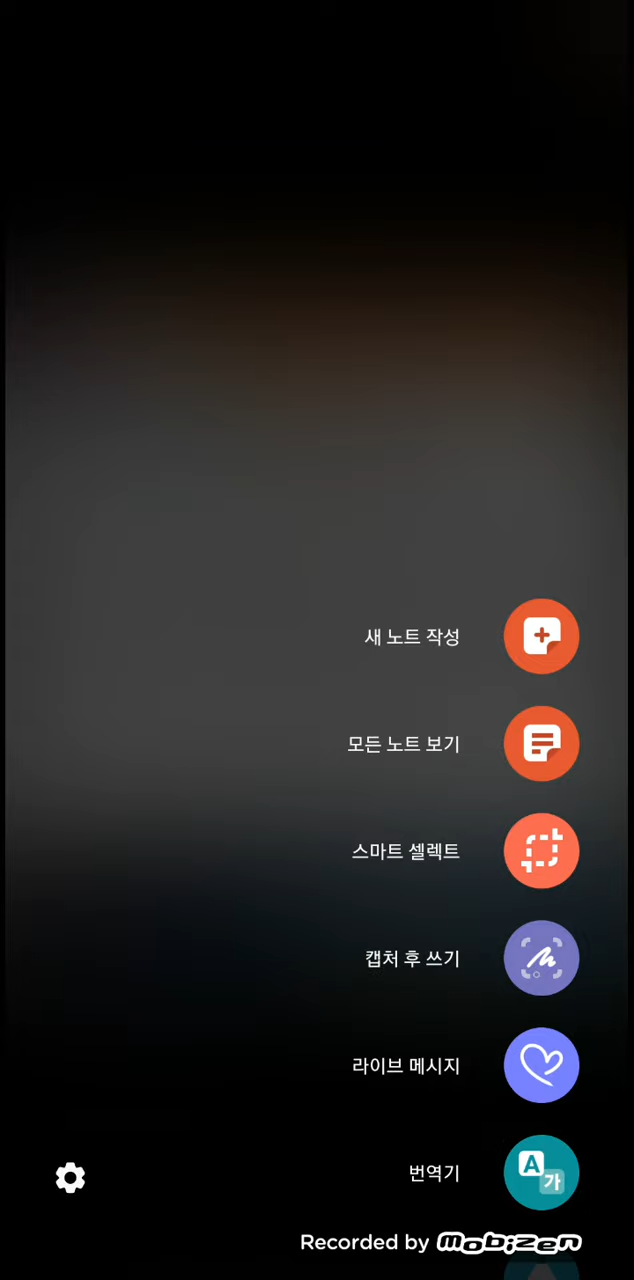 새 노트 작성
모든 노트 보기
스마트 셀렉트
캡처 후 쓰기
라이브 메시지
A
가
번역기
Recorded by mobizen